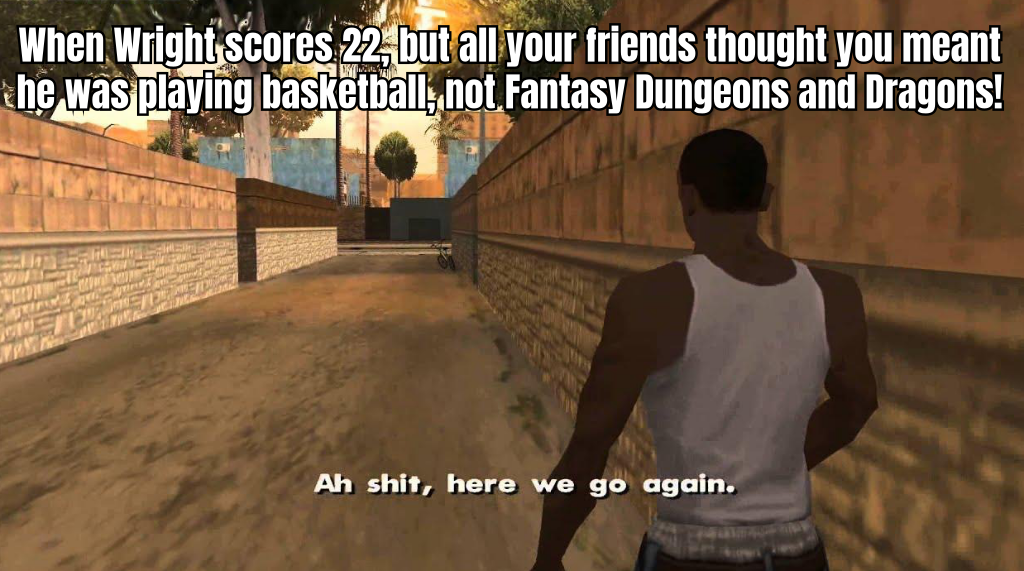 When Wright scores 22, but all your friends thought you meant
he was playing basketball, not Fantasy Dungeons and Dragons!
Ah shit, here we go again.